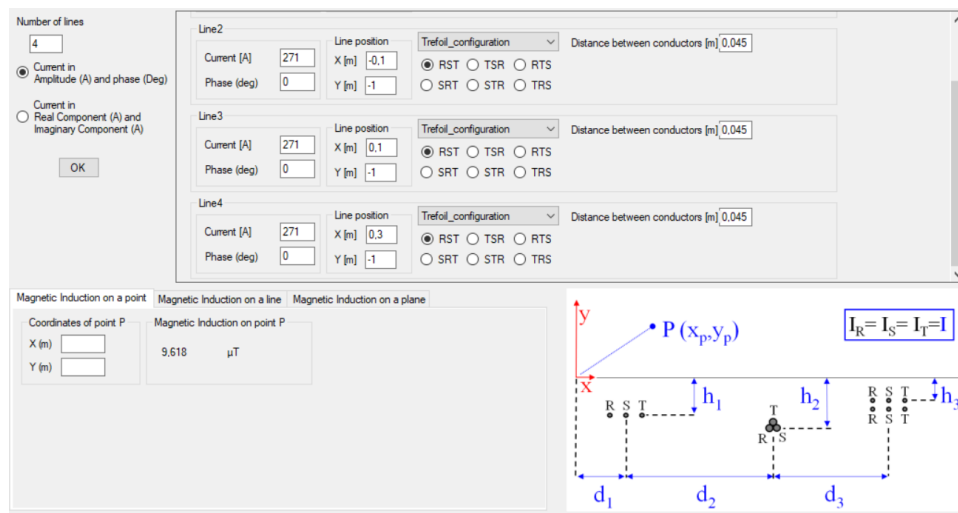 Number of lines
4
Current in
Amplitude (A) and phase (Deg)
Current in
Real Component (A) and
Imaginary Component (A)
OK
Line2
Current [A] 271
Phase (deg) 0
Line position
X [m] -0,1
Y [m] -1
Trefoil_configuration
RST TSR RTS
SRT STR TRS
Distance between conductors [m] 0,045
Line3
Current [A] 271
Phase (deg) 0
Line position
X [m] 0,1
Y [m] -1
Trefoil_configuration
RST TSR RTS
SRT STR TRS
Distance between conductors [m] 0,045
Line4
Current [A] 271
Phase (deg) 0
Line position
X [m] 0,3
Y [m] -1
Trefoil_configuration
RST TSR RTS
SRT STR TRS
Distance between conductors [m] 0,045
Magnetic Induction on a point Magnetic Induction on a line Magnetic Induction on a plane
Coordinates of point P
X (m)
Y (m)
Magnetic Induction on point P
9,618 μT
y
P (xp,yp)
IR= IS= IT=I
x
h1
h2
h3
R S T
T
R S
R S T
R S T
d1
d2
d3